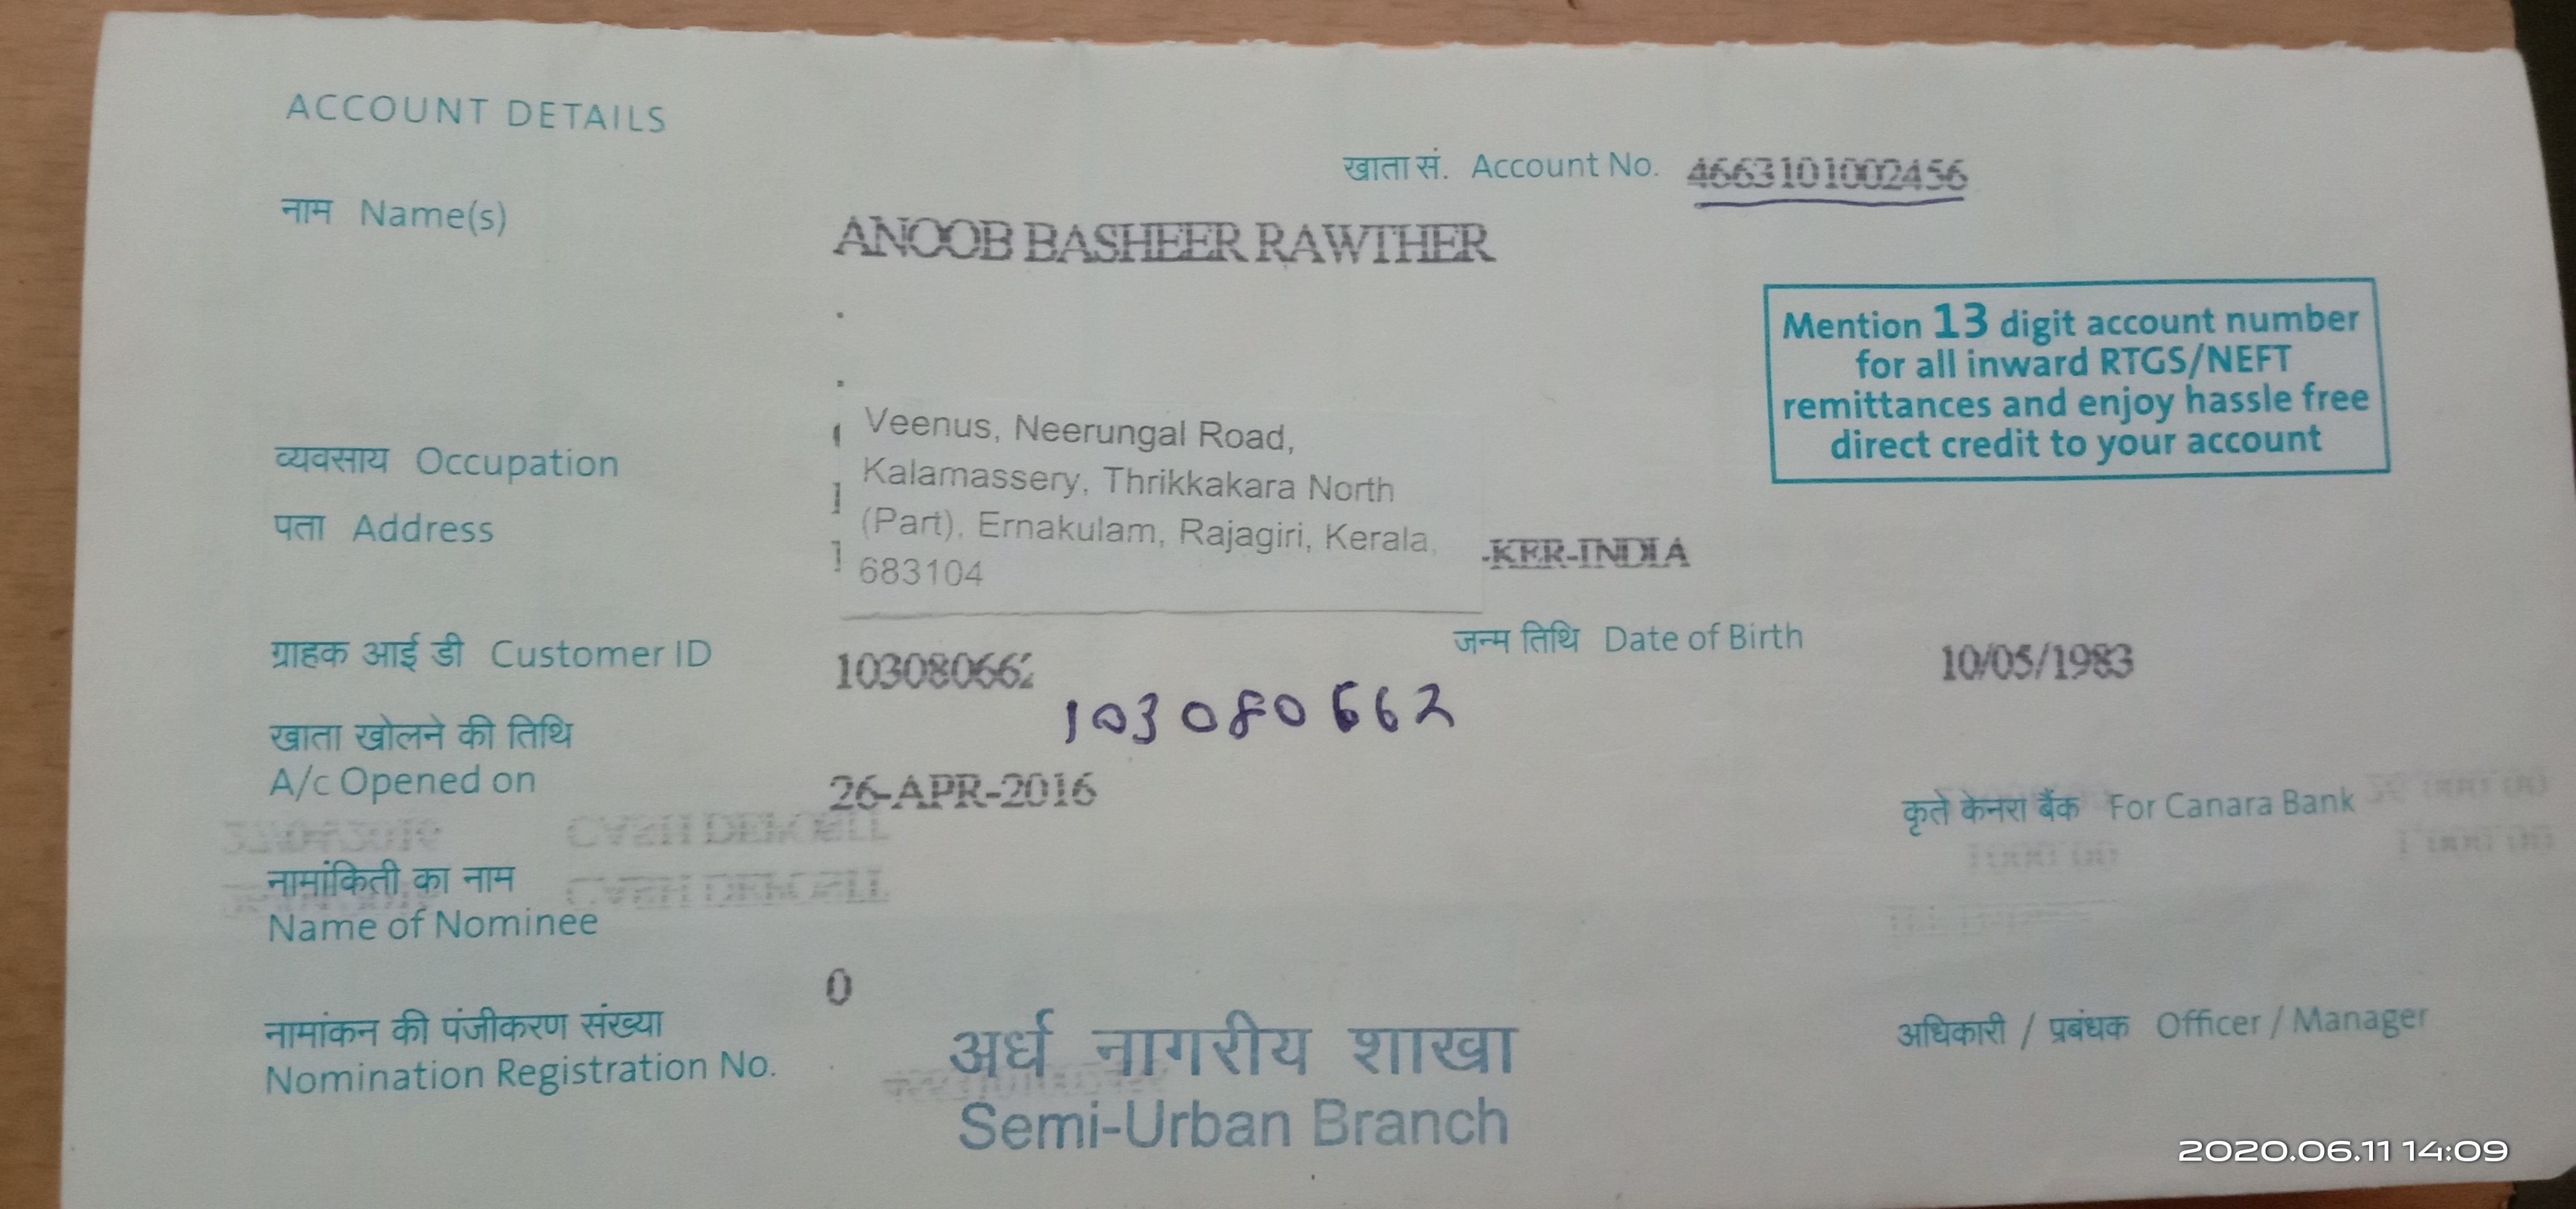 ACCOUNT DETAILS
खाता सं. Account No. 4663101002456
नाम Name(s)
ANOOB BASHEER RAWTHER
.
.
Mention 13 digit account number
for all inward RTGS/NEFT
remittances and enjoy hassle free
direct credit to your account
व्यवसाय Occupation
पता Address
Veenus, Neerungal Road,
Kalamassery, Thrikkakara North
(Part), Ernakulam, Rajagiri, Kerala,
683104
-KER-INDIA
ग्राहक आई डी Customer ID 103080662
103080662
जन्म तिथि Date of Birth 10/05/1983
खाता खोलने की तिथि
A/c Opened on 26-APR-2016
कृते केनरा बैंक For Canara Bank
नामांकिती का नाम
Name of Nominee
0
नामांकन की पंजीकरण संख्या
Nomination Registration No.
अर्ध नागरीय शाखा
Semi-Urban Branch
अधिकारी / प्रबंधक Officer / Manager
2020.06.11 14:09